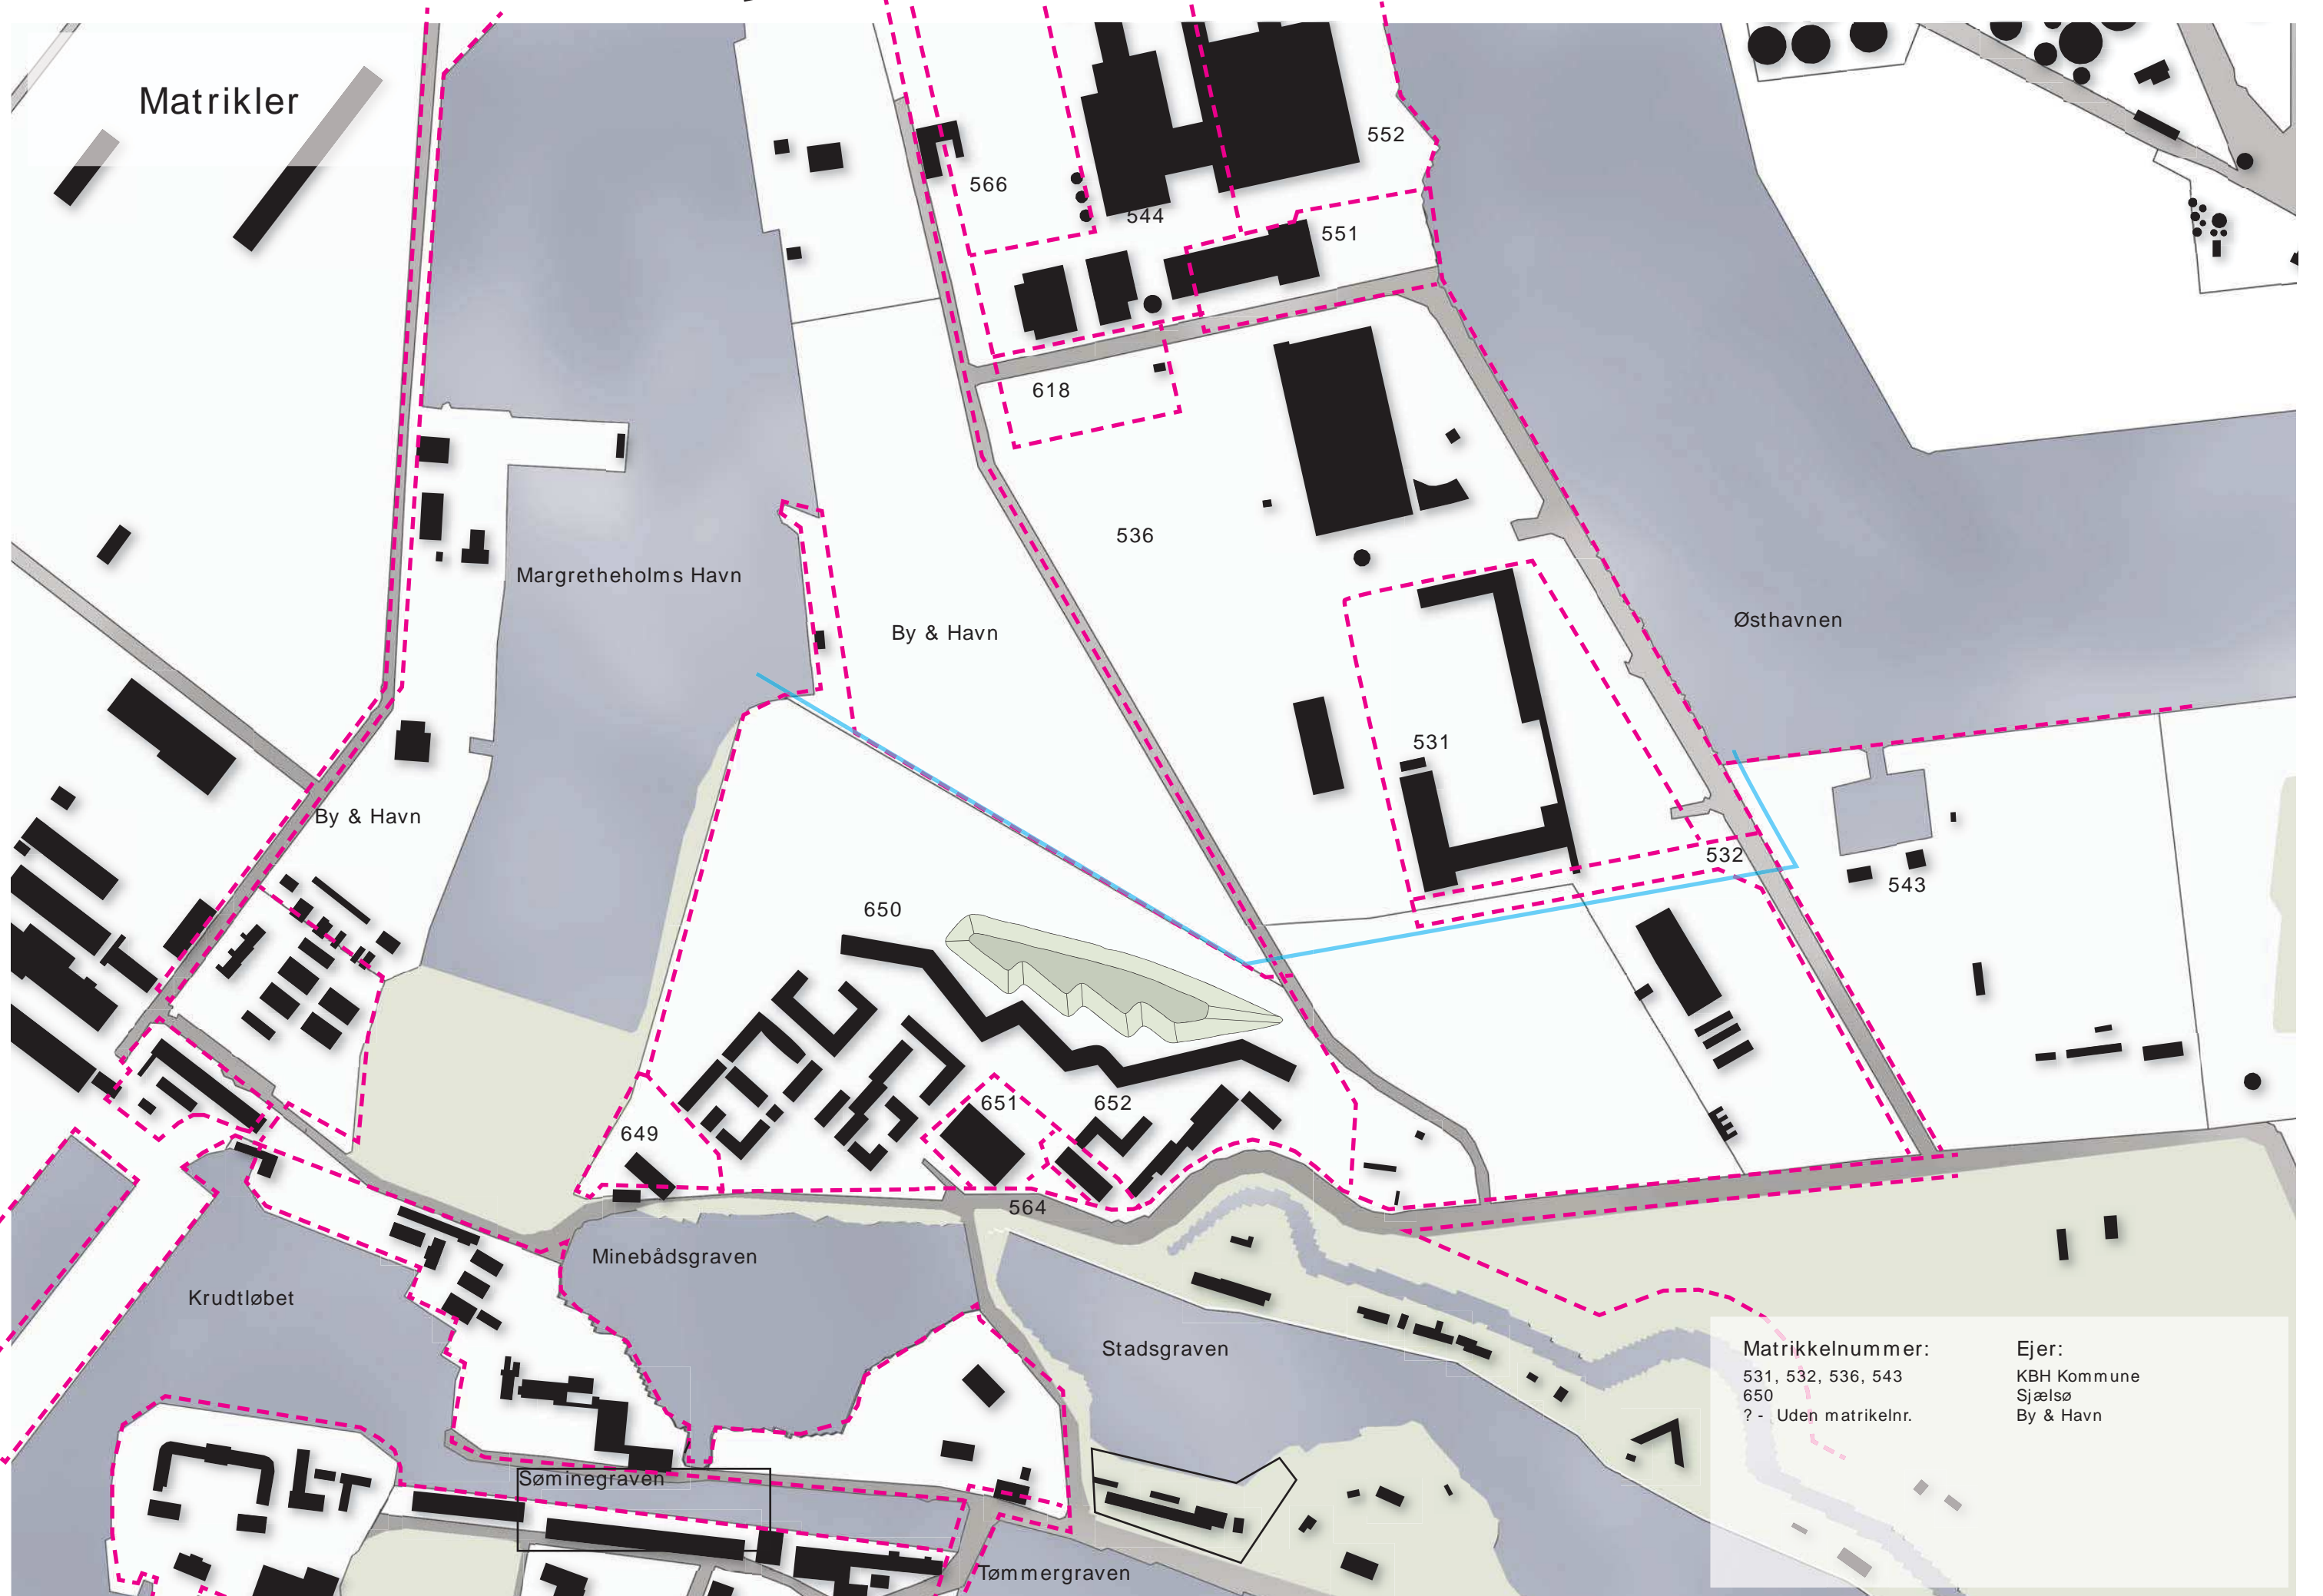 Matrikler
552
566
544
551
618
536
Margretheholms Havn
By & Havn
Østhavnen
531
By & Havn
532
543
650
651
652
649
564
Minebådsgraven
Krudtløbet
Stadsgraven
Matrikkelnummer: Ejer:
531, 532, 536, 543 KBH Kommune
650 Sjælsø
? - Uden matrikelnr. By & Havn
Søminegraven
Tømmergraven